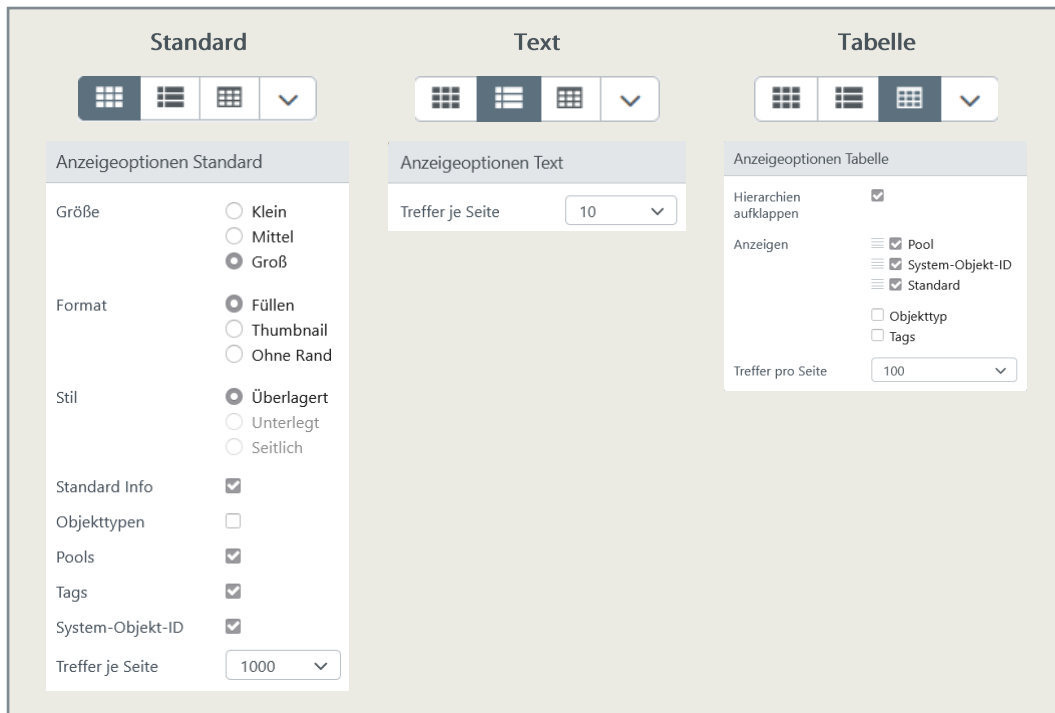 Standard
Text
Tabelle
Anzeigeoptionen Standard
Größe
Klein
Mittel
Groß
Format
Füllen
Thumbnail
Ohne Rand
Stil
Überlagert
Unterlegt
Seitlich
Standard Info
Objekttypen
Pools
Tags
System-Objekt-ID
Treffer je Seite 1000
Anzeigeoptionen Text
Treffer je Seite 10
Anzeigeoptionen Tabelle
Hierarchien
aufklappen
Anzeigen
Pool
System-Objekt-ID
Standard
Objekttyp
Tags
Treffer pro Seite 100